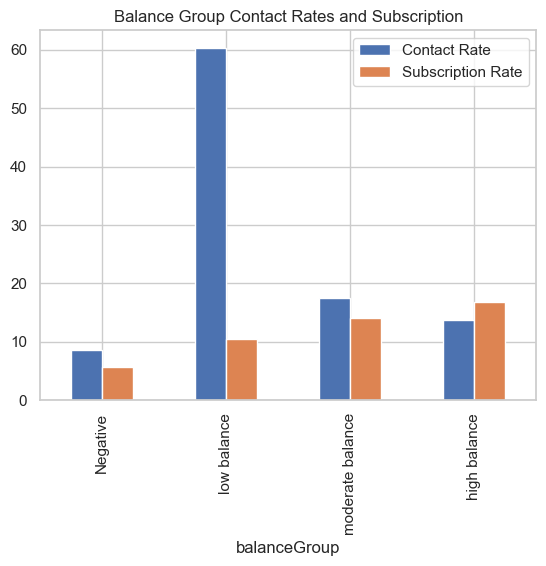 Balance Group Contact Rates and Subscription
Contact Rate
Subscription Rate
60
50
40
30
20
10
0
Negative
low balance
moderate balance
high balance
balanceGroup